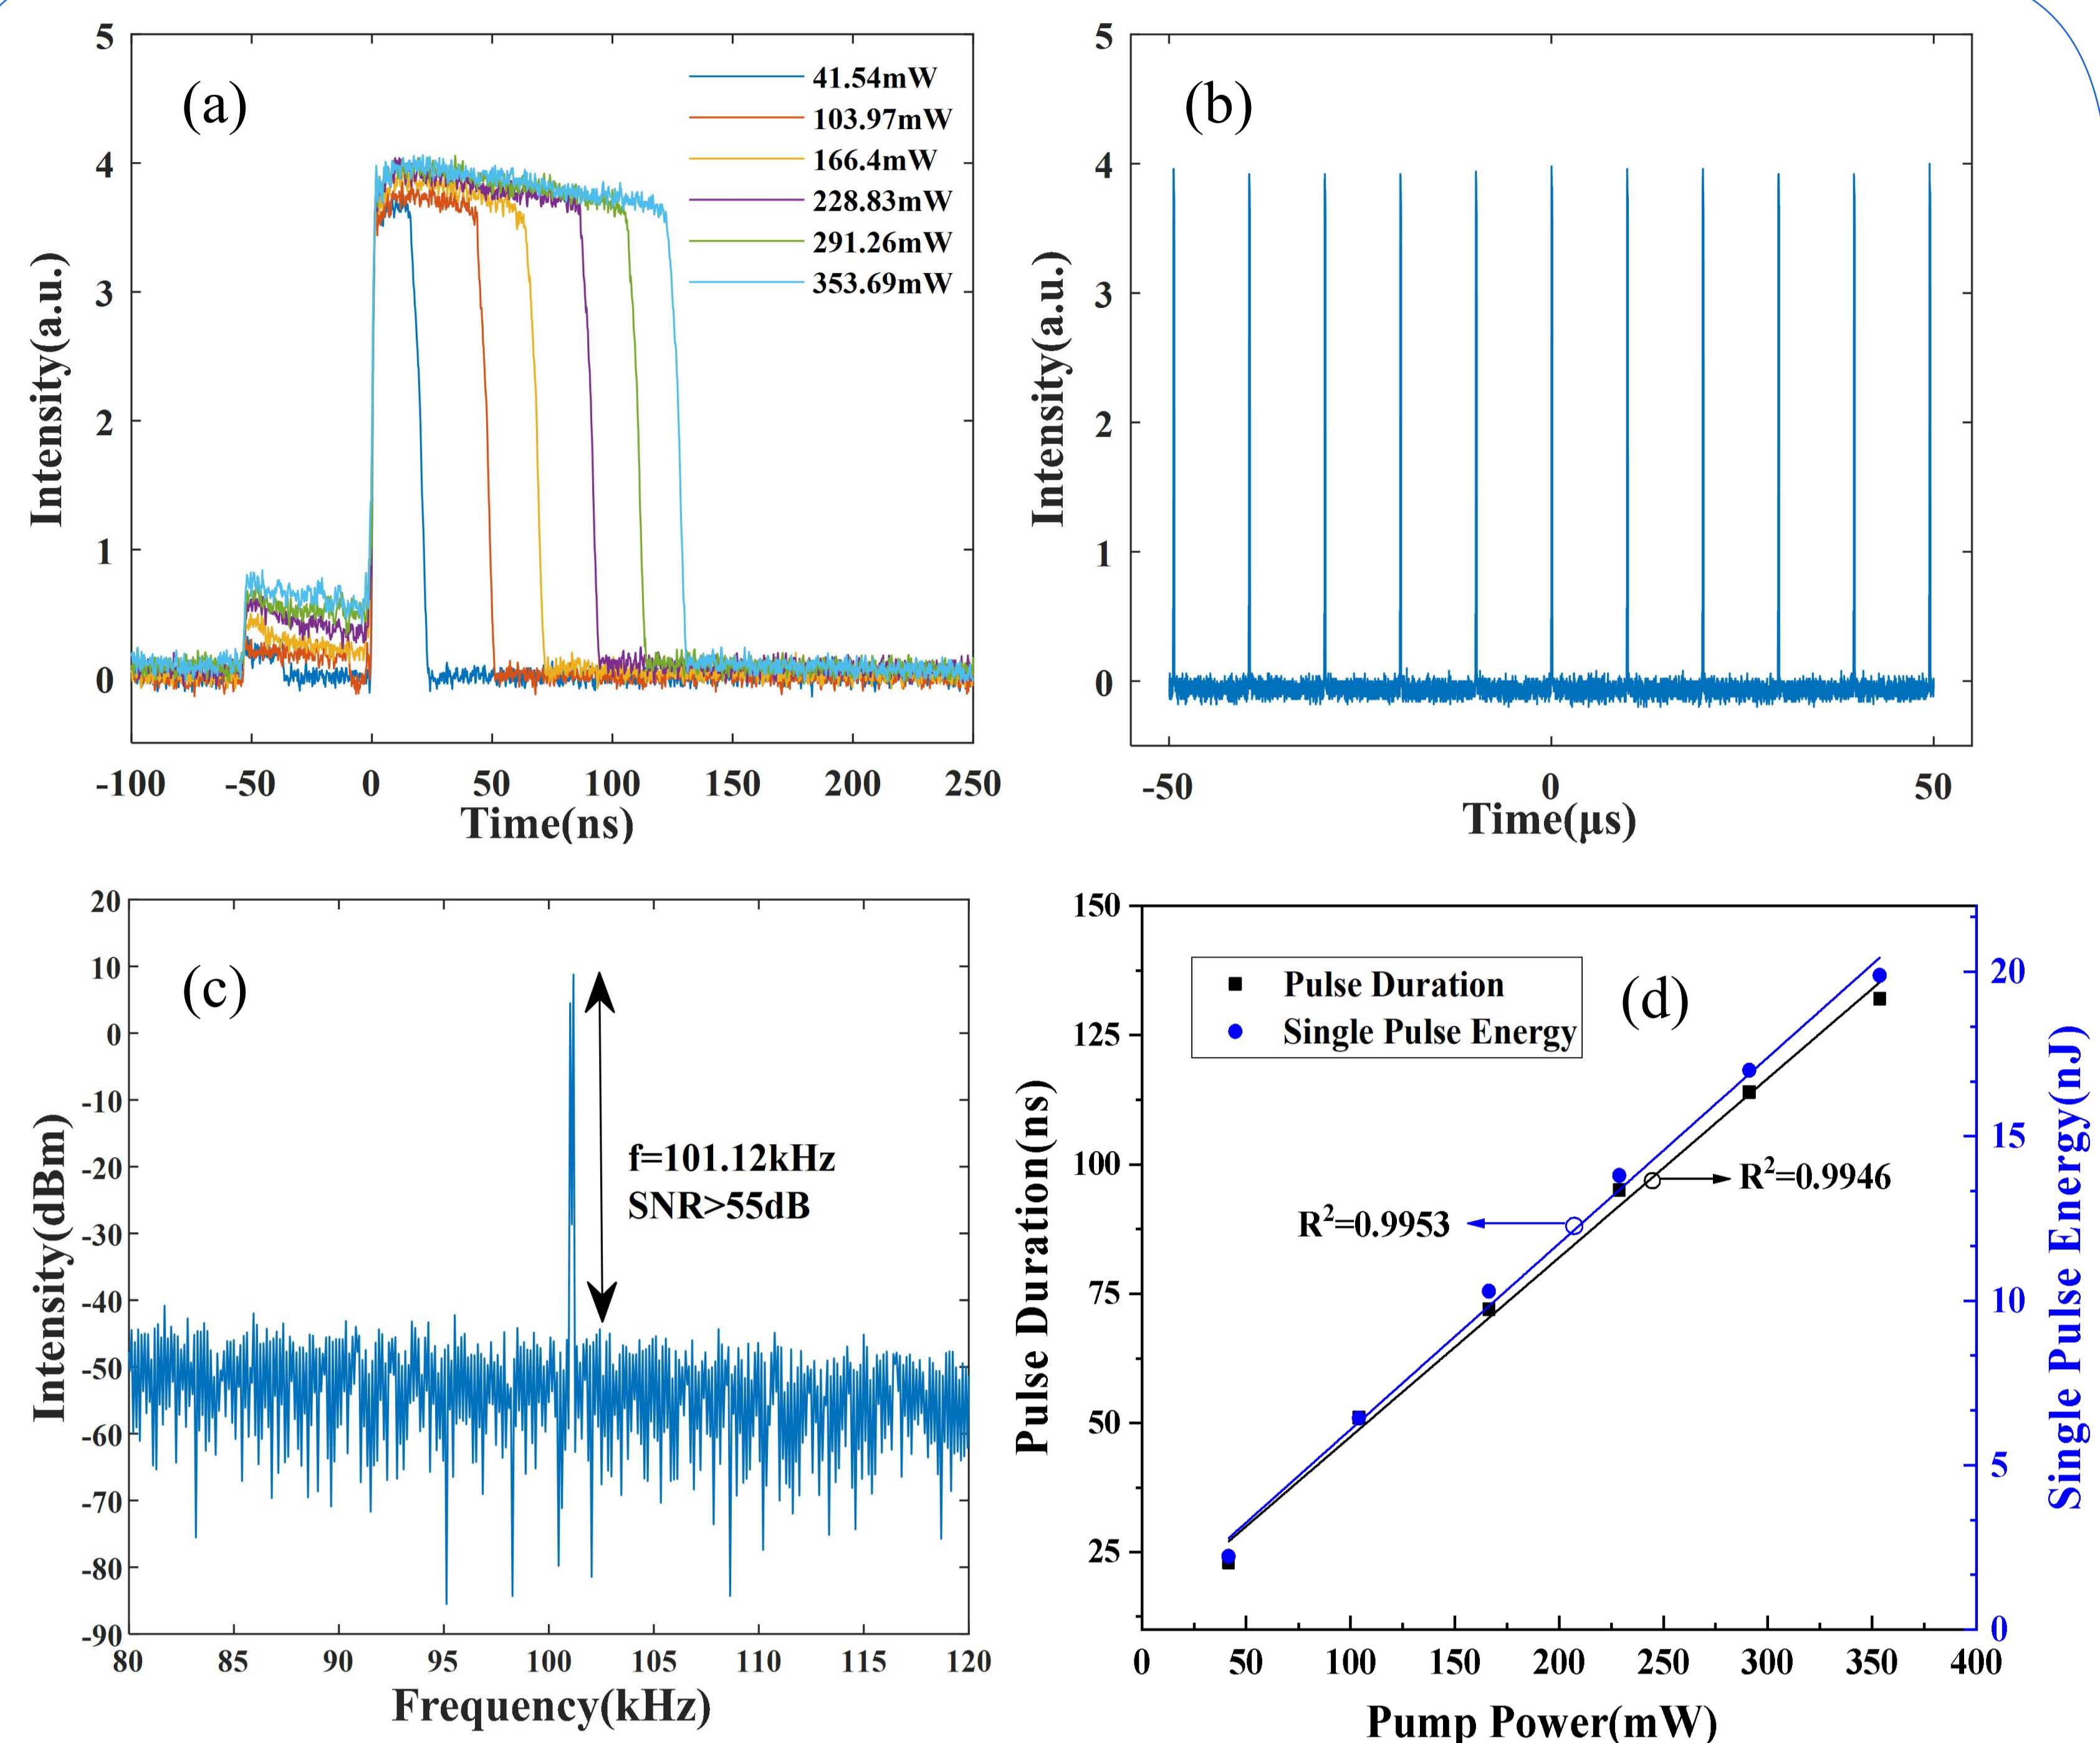 (a)
5
4
3
2
1
0
Intensity(a.u.)
-100 -50 0 50 100 150 200 250
Time(ns)
41.54mW
103.97mW
166.4mW
228.83mW
291.26mW
353.69mW
(b)
5
4
3
2
1
0
Intensity(a.u.)
-50 0 50
Time(μs)
(c)
20
10
0
-10
-20
-30
-40
-50
-60
-70
-80
-90
Intensity(dBm)
f=101.12kHz
SNR>55dB
80 85 90 95 100 105 110 115 120
Frequency(kHz)
(d)
150
125
100
75
50
25
Pulse Duration(ns)
Pulse Duration
Single Pulse Energy
R²=0.9946
R²=0.9953
20
15
10
5
0
Single Pulse Energy(nJ)
0 50 100 150 200 250 300 350 400
Pump Power(mW)